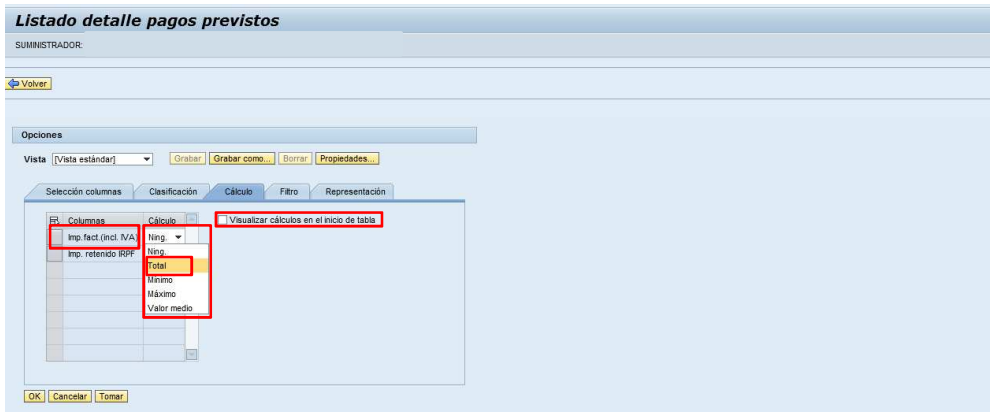 Listado detalle pagos previstos
SUMINISTRADOR:
Volver
Opciones
Vista [Vista estándar] Grabar Grabar como... Borrar Propiedades...
Selección columnas Clasificación Cálculo Filtro Representación
Columnas Cálculo Visualizar cálculos en el inicio de tabla
Imp.fact.(incl. IVA) Ning.
Imp. retenido IRPF Ning.
Total
Mínimo
Máximo
Valor medio
OK Cancelar Tomar